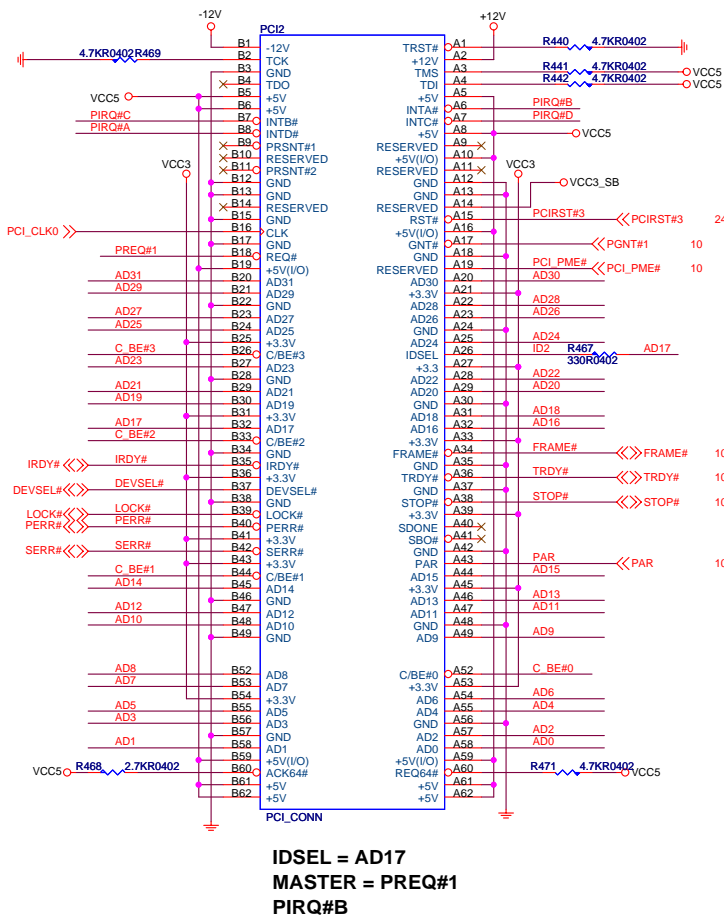 -12V +12V
PCI2
B1 -12V TRST# A1 R440 4.7KR0402
4.7KR0402 R469 B2 TCK +12V A2
B3 GND TMS A3 R441 4.7KR0402 VCC5
B4 TDO TDI A4 R442 4.7KR0402 VCC5
VCC5 B5 +5V +5V A5
B6 +5V INTA# A6 PIRQ#B
PIRQ#C B7 INTB# INTC# A7 PIRQ#D
PIRQ#A B8 INTD# +5V A8 VCC5
B9 PRSNT#1 RESERVED A9
B10 RESERVED +5V(I/O) A10
B11 PRSNT#2 RESERVED A11
VCC3 B12 GND GND A12 VCC3
B13 GND GND A13 VCC3_SB
B14 RESERVED RESERVED A14
B15 GND RST# A15 PCIRST#3 PCIRST#3 24
PCI_CLK0 B16 CLK +5V(I/O) A16
B17 GND GNT# A17 PGNT#1 10
PREQ#1 B18 REQ# GND A18
B19 +5V(I/O) RESERVED A19 PCI_PME# PCI_PME# 10
AD31 B20 AD31 AD30 A20 AD30
AD29 B21 AD29 +3.3V A21
B22 GND AD28 A22 AD28
AD27 B23 AD27 AD26 A23 AD26
AD25 B24 AD25 GND A24
B25 +3.3V AD24 A25 AD24
C_BE#3 B26 C/BE#3 IDSEL A26 ID2 R467 330R0402 AD17
AD23 B27 AD23 +3.3 A27
B28 GND AD22 A28 AD22
AD21 B29 AD21 AD20 A29 AD20
AD19 B30 AD19 GND A30
B31 +3.3V AD18 A31 AD18
AD17 B32 AD17 AD16 A32 AD16
C_BE#2 B33 C/BE#2 +3.3V A33
B34 GND FRAME# A34 FRAME# FRAME# 10
IRDY# IRDY# B35 IRDY# GND A35
B36 +3.3V TRDY# A36 TRDY# TRDY# 10
DEVSEL# DEVSEL# B37 DEVSEL# GND A37
B38 GND STOP# A38 STOP# STOP# 10
LOCK# LOCK# B39 LOCK# +3.3V A39
PERR# PERR# B40 PERR# SDONE A40
B41 +3.3V SBO# A41
SERR# SERR# B42 SERR# GND A42
B43 +3.3V PAR A43 PAR PAR 10
C_BE#1 B44 C/BE#1 AD15 A44 AD15
AD14 B45 AD14 +3.3V A45
B46 GND AD13 A46 AD13
AD12 B47 AD12 AD11 A47 AD11
AD10 B48 AD10 GND A48
B49 GND AD9 A49 AD9
AD8 B52 AD8 C/BE#0 A52 C_BE#0
AD7 B53 AD7 +3.3V A53
B54 +3.3V AD6 A54 AD6
AD5 B55 AD5 AD4 A55 AD4
AD3 B56 AD3 GND A56
B57 GND AD2 A57 AD2
AD1 B58 AD1 AD0 A58 AD0
B59 +5V(I/O) +5V(I/O) A59
VCC5 R468 2.7KR0402 B60 ACK64# REQ64# A60 R471 4.7KR0402 VCC5
B61 +5V +5V A61
B62 +5V +5V A62
PCI_CONN
IDSEL = AD17
MASTER = PREQ#1
PIRQ#B